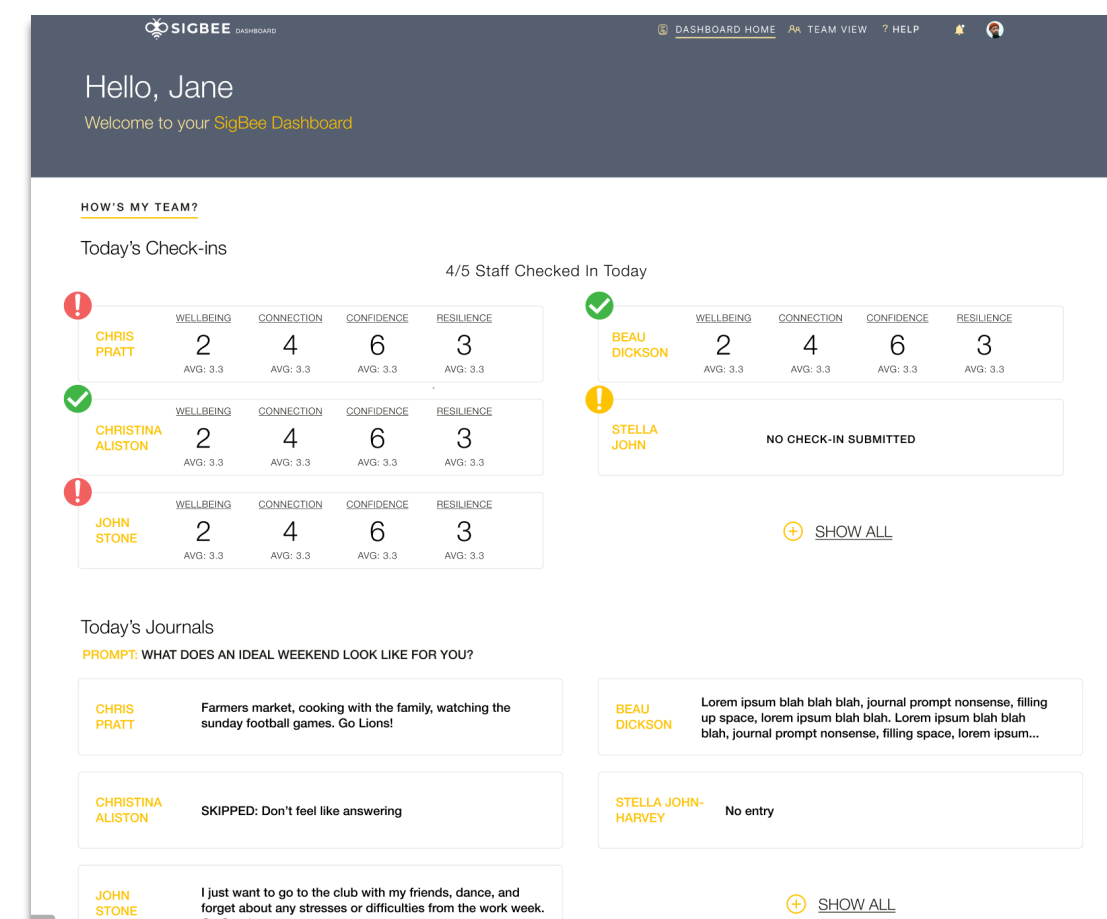 SIGBEE DASHBOARD
DASHBOARD HOME TEAM VIEW ? HELP
Hello, Jane
Welcome to your SigBee Dashboard
HOW'S MY TEAM?
Today's Check-ins
4/5 Staff Checked In Today
CHRIS
PRATT
WELLBEING CONNECTION CONFIDENCE RESILIENCE
2 4 6 3
AVG: 3.3 AVG: 3.3 AVG: 3.3 AVG: 3.3
BEAU
DICKSON
WELLBEING CONNECTION CONFIDENCE RESILIENCE
2 4 6 3
AVG: 3.3 AVG: 3.3 AVG: 3.3 AVG: 3.3
CHRISTINA
ALISTON
WELLBEING CONNECTION CONFIDENCE RESILIENCE
2 4 6 3
AVG: 3.3 AVG: 3.3 AVG: 3.3 AVG: 3.3
STELLA
JOHN
NO CHECK-IN SUBMITTED
JOHN
STONE
WELLBEING CONNECTION CONFIDENCE RESILIENCE
2 4 6 3
AVG: 3.3 AVG: 3.3 AVG: 3.3 AVG: 3.3
SHOW ALL
Today's Journals
PROMPT: WHAT DOES AN IDEAL WEEKEND LOOK LIKE FOR YOU?
CHRIS
PRATT
Farmers market, cooking with the family, watching the
sunday football games. Go Lions!
BEAU
DICKSON
Lorem ipsum blah blah blah, journal prompt nonsense, filling
up space, lorem ipsum blah blah. Lorem ipsum blah blah
blah, journal prompt nonsense, filling space, lorem ipsum...
CHRISTINA
ALISTON
SKIPPED: Don't feel like answering
STELLA JOHN-
HARVEY
No entry
JOHN
STONE
I just want to go to the club with my friends, dance, and
forget about any stresses or difficulties from the work week.
SHOW ALL